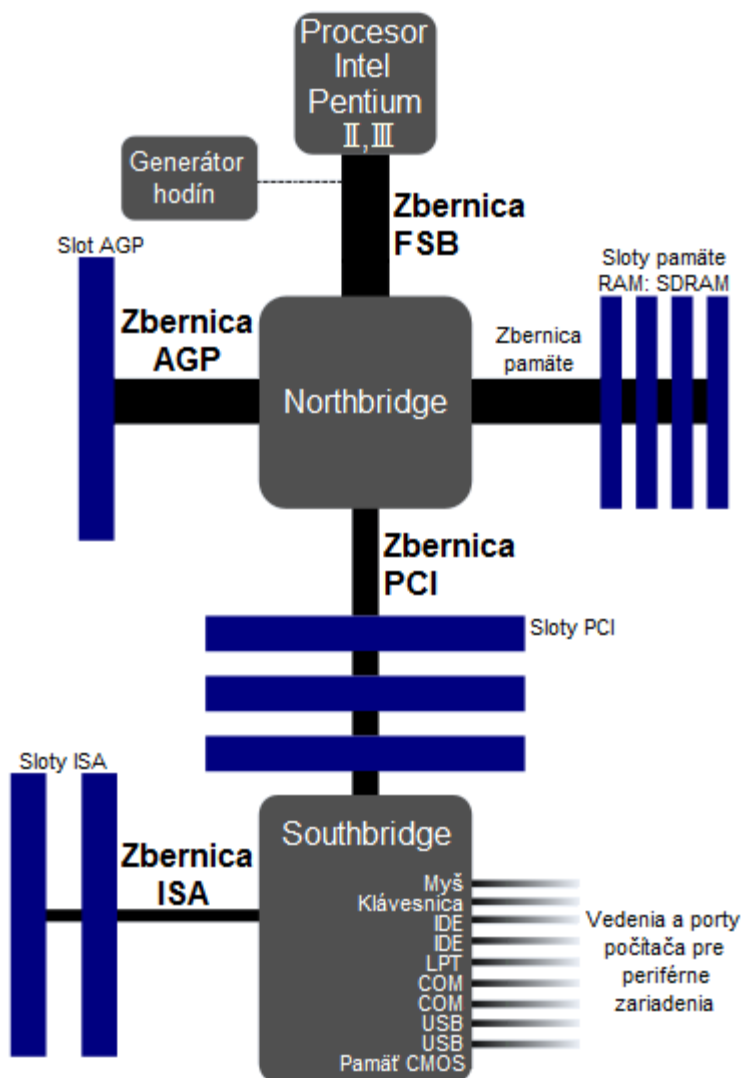 Procesor
Intel
Pentium
Ⅱ,Ⅲ
Generátor
hodín
Zbernica
FSB
Slot AGP
Sloty pamäte
RAM: SDRAM
Zbernica
AGP
Zbernica
pamäte
Northbridge
Zbernica
PCI
Sloty PCI
Sloty ISA
Southbridge
Zbernica
ISA
Myš
Klávesnica
IDE
IDE
LPT
COM
COM
USB
USB
Pamäť CMOS
Vedenia a porty
počítača pre
periférne
zariadenia